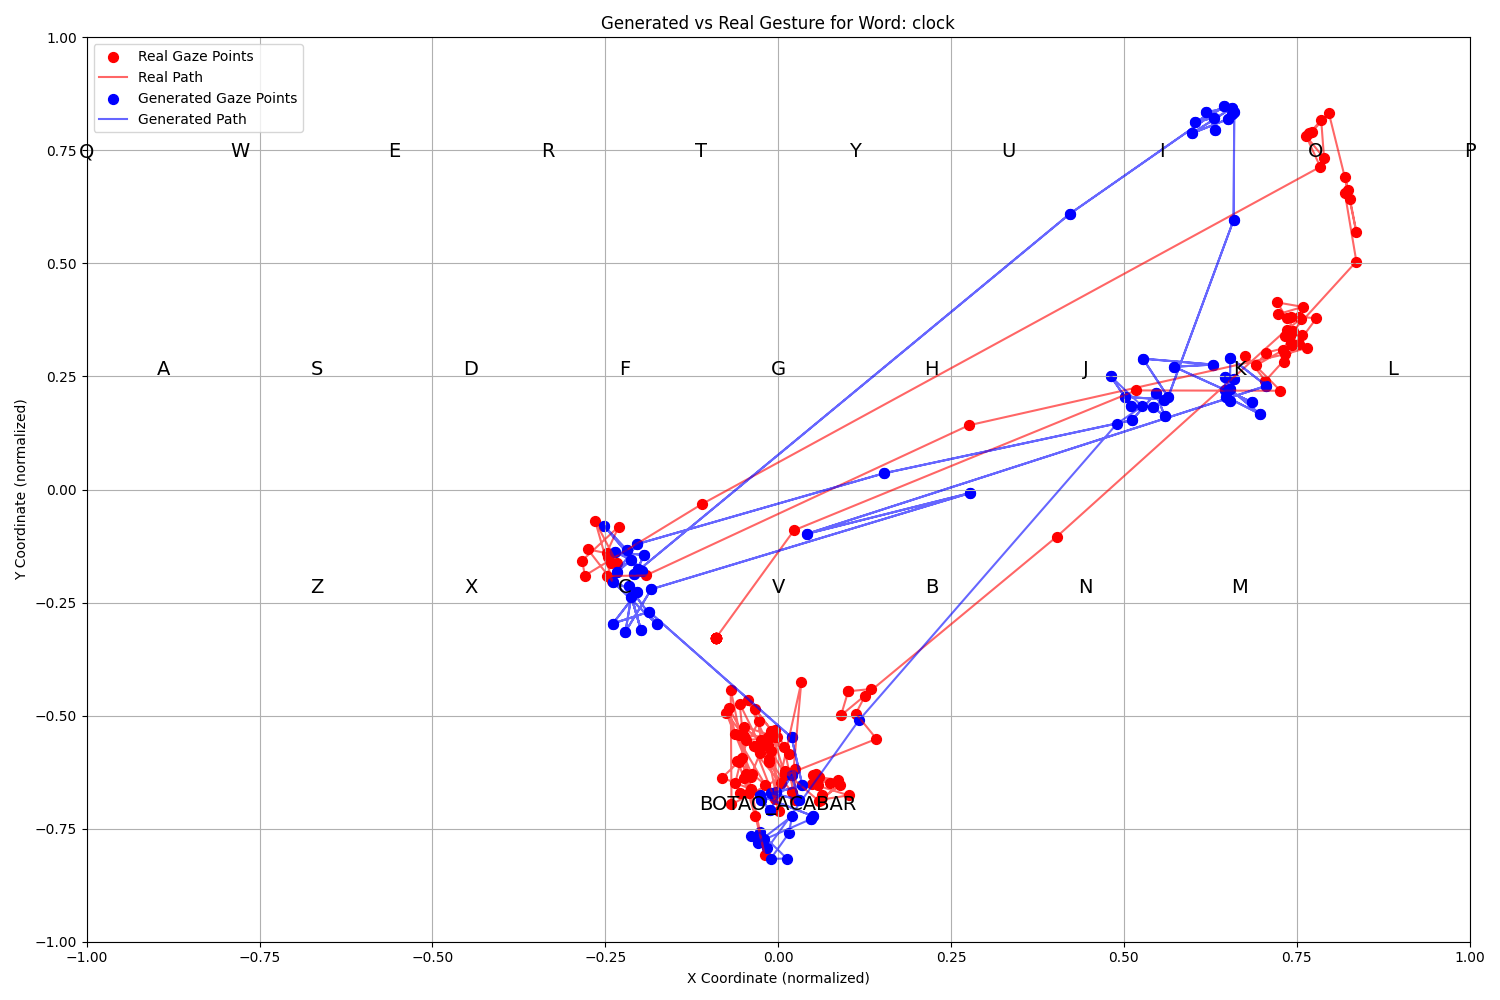 Generated vs Real Gesture for Word: clock
Real Gaze Points
Real Path
Generated Gaze Points
Generated Path
Y Coordinate (normalized)
1.00
0.75
0.50
0.25
0.00
−0.25
−0.50
−0.75
−1.00
Q W E R T Y U I O P
A S D F G H J K L
Z X C V B N M
BOTAO_ACABAR
−1.00 −0.75 −0.50 −0.25 0.00 0.25 0.50 0.75 1.00
X Coordinate (normalized)